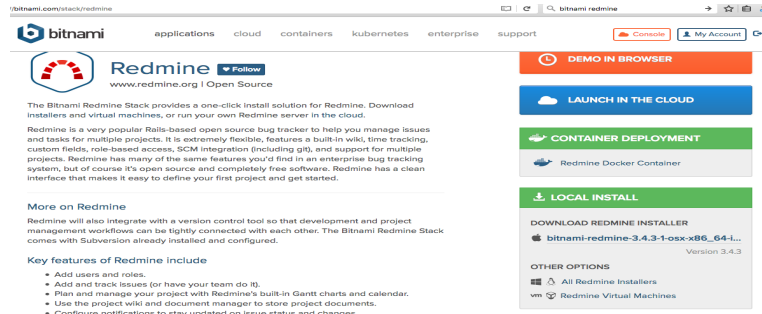 /bitnami.com/stack/redmine
bitnami redmine
bitnami
applications cloud containers kubernetes enterprise support
Console
My Account
Redmine
Follow
www.redmine.org | Open Source
The Bitnami Redmine Stack provides a one-click install solution for Redmine. Download
installers and virtual machines, or run your own Redmine server in the cloud.
Redmine is a very popular Rails-based open source bug tracker to help you manage issues
and tasks for multiple projects. It is extremely flexible, features a built-in wiki, time tracking,
custom fields, role-based access, SCM integration (including git), and support for multiple
projects. Redmine has many of the same features you'd find in an enterprise bug tracking
system, but of course it's open source and completely free software. Redmine has a clean
interface that makes it easy to define your first project and get started.
More on Redmine
Redmine will also integrate with a version control tool so that development and project
management workflows can be tightly connected with each other. The Bitnami Redmine Stack
comes with Subversion already installed and configured.
Key features of Redmine include
• Add users and roles.
• Add and track issues (or have your team do it).
• Plan and manage your project with Redmine's built-in Gantt charts and calendar.
• Use the project wiki and document manager to store project documents.
• Configure notifications to stay updated on issue status and changes.
DEMO IN BROWSER
LAUNCH IN THE CLOUD
CONTAINER DEPLOYMENT
Redmine Docker Container
LOCAL INSTALL
DOWNLOAD REDMINE INSTALLER
bitnami-redmine-3.4.3-1-osx-x86_64-i...
Version 3.4.3
OTHER OPTIONS
All Redmine Installers
vm Redmine Virtual Machines